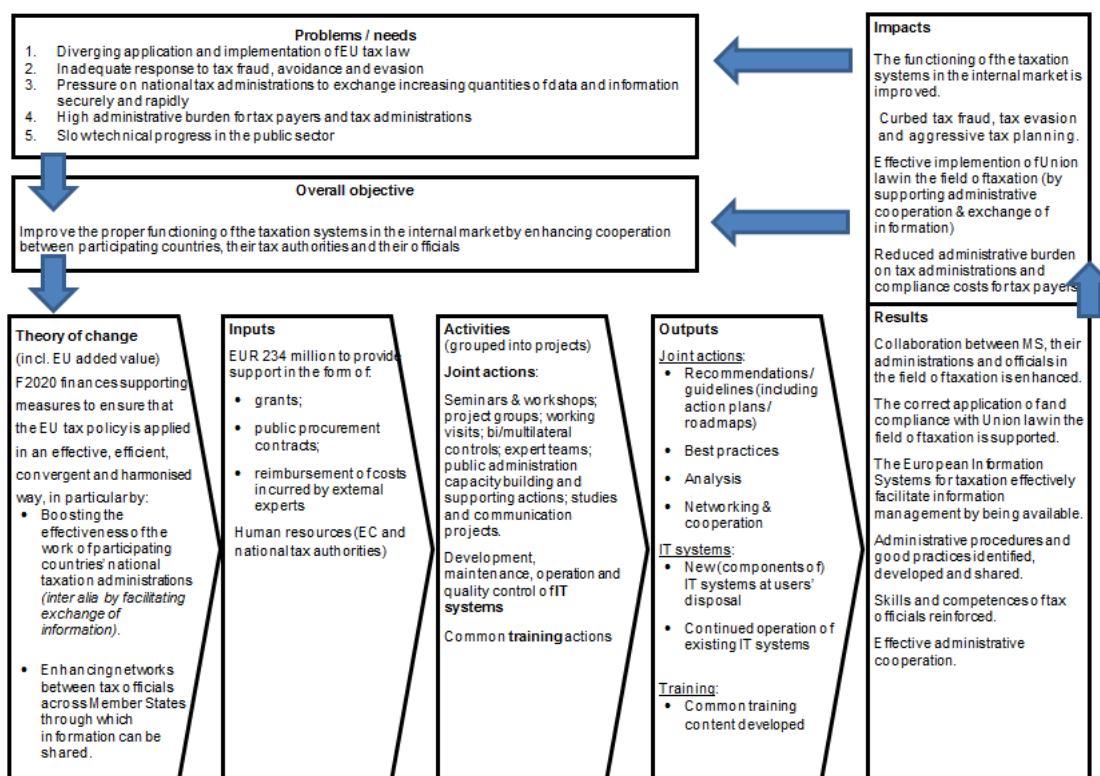 Problems / needs
1. Diverging application and implementation of EU tax law
2. Inadequate response to tax fraud, avoidance and evasion
3. Pressure on national tax administrations to exchange increasing quantities of data and information
securely and rapidly
4. High administrative burden for tax payers and tax administrations
5. Slow technical progress in the public sector
Overall objective
Improve the proper functioning of the taxation systems in the internal market by enhancing cooperation
between participating countries, their tax authorities and their officials
Impacts
The functioning of the taxation
systems in the internal market is
improved.
Curbed tax fraud, tax evasion
and aggressive tax planning.
Effective implemention of Union
law in the field of taxation (by
supporting administrative
cooperation & exchange of
information)
Reduced administrative burden
on tax administrations and
compliance costs for tax payers
Theory of change
(incl. EU added value)
F2020 finances supporting
measures to ensure that
the EU tax policy is applied
in an effective, efficient,
convergent and harmonised
way, in particular by:
• Boosting the
effectiveness of the
work of participating
countries' national
taxation administrations
(inter alia by facilitating
exchange of
information).
• Enhancing networks
between tax officials
across Member States
through which
information can be
shared.
Inputs
EUR 234 million to provide
support in the form of:
• grants;
• public procurement
contracts;
• reimbursement of costs
incurred by external
experts
Human resources (EC and
national tax authorities)
Activities
(grouped into projects)
Joint actions:
Seminars & workshops;
project groups; working
visits; bi/multilateral
controls; expert teams;
public administration
capacity building and
supporting actions; studies
and communication
projects.
Development,
maintenance, operation and
quality control of IT
systems
Common training actions
Outputs
Joint actions:
• Recommendations/
guidelines (including
action plans/
roadmaps)
• Best practices
• Analysis
• Networking &
cooperation
IT systems:
• New (components of)
IT systems at users'
disposal
• Continued operation of
existing IT systems
Training:
• Common training
content developed
Results
Collaboration between MS, their
administrations and officials in
the field of taxation is enhanced.
The correct application of and
compliance with Union law in the
field of taxation is supported.
The European Information
Systems for taxation effectively
facilitate information
management by being available.
Administrative procedures and
good practices identified,
developed and shared.
Skills and competences of tax
officials reinforced.
Effective administrative
cooperation.